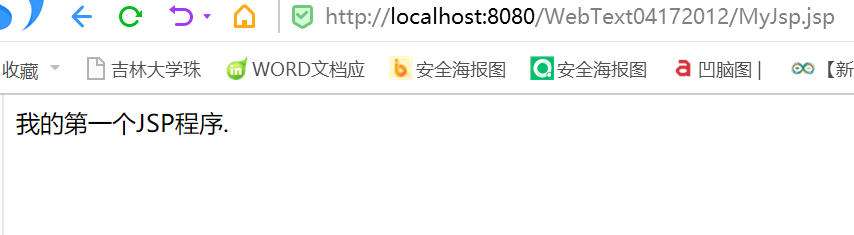 http://localhost:8080/WebText04172012/MyJsp.jsp
收藏 吉林大学珠 WORD文档应 安全海报图 安全海报图 凹脑图 | 【新
我的第一个JSP程序.